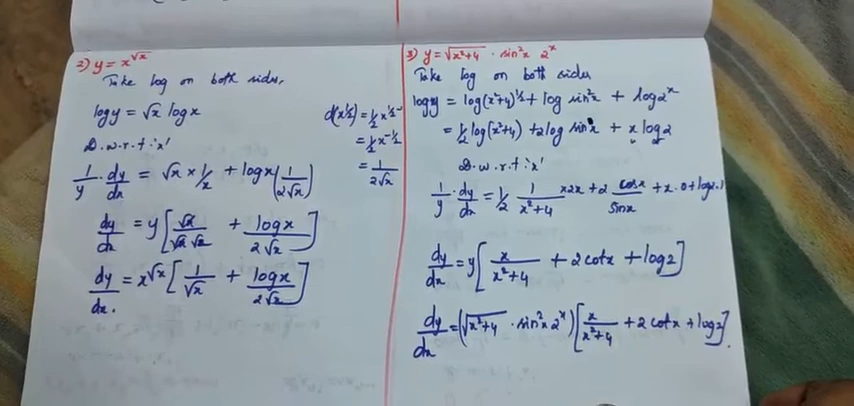 2) y = x^√x
Take log on both sides,
log y = √x log x
D.w.r.t 'x'
1/y · dy/dx = √x × 1/x + log x (1/2√x)
dy/dx = y[√x/√x √x + log x/2√x]
dy/dx = x^√x [1/√x + log x/2√x]
d(x^1/2) = 1/2 x^1/2-1
= 1/2 x^-1/2
= 1/2√x
3) y = √x²+4 · sin²x 2^x
Take log on both sides
log y = log(x²+4)^1/2 + log sin²x + log 2^x
= 1/2 log(x²+4) + 2 log sin x + x log 2
D.w.r.t 'x'
1/y · dy/dx = 1/2 1/x²+4 × 2x + 2 cos x/sin x + x · 0 + log 2 · 1
dy/dx = y[x/x²+4 + 2 cot x + log 2]
dy/dx = (√x²+4 · sin²x 2^x)[x/x²+4 + 2 cot x + log 2].